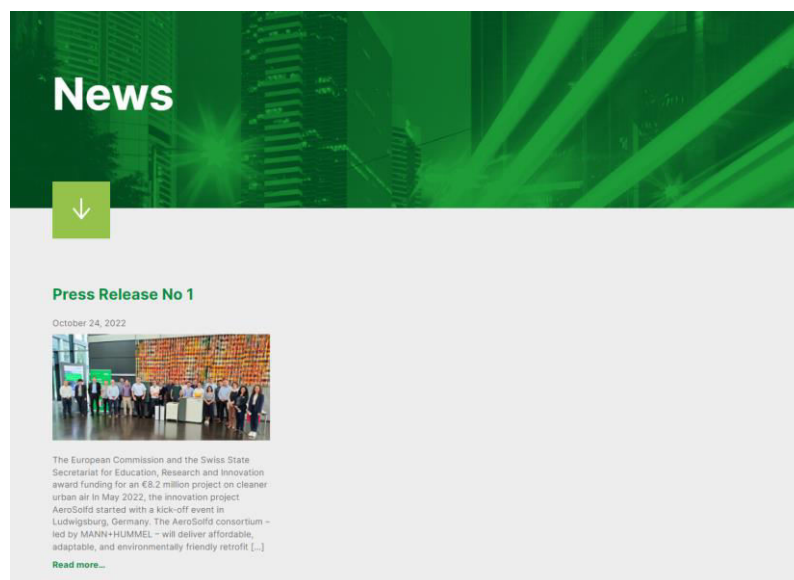 News
Press Release No 1
October 24, 2022
The European Commission and the Swiss State
Secretariat for Education, Research and Innovation
award funding for an €8.2 million project on cleaner
urban air In May 2022, the innovation project
AeroSolfd started with a kick-off event in
Ludwigsburg, Germany. The AeroSolfd consortium –
led by MANN+HUMMEL – will deliver affordable,
adaptable, and environmentally friendly retrofit [...]
Read more...